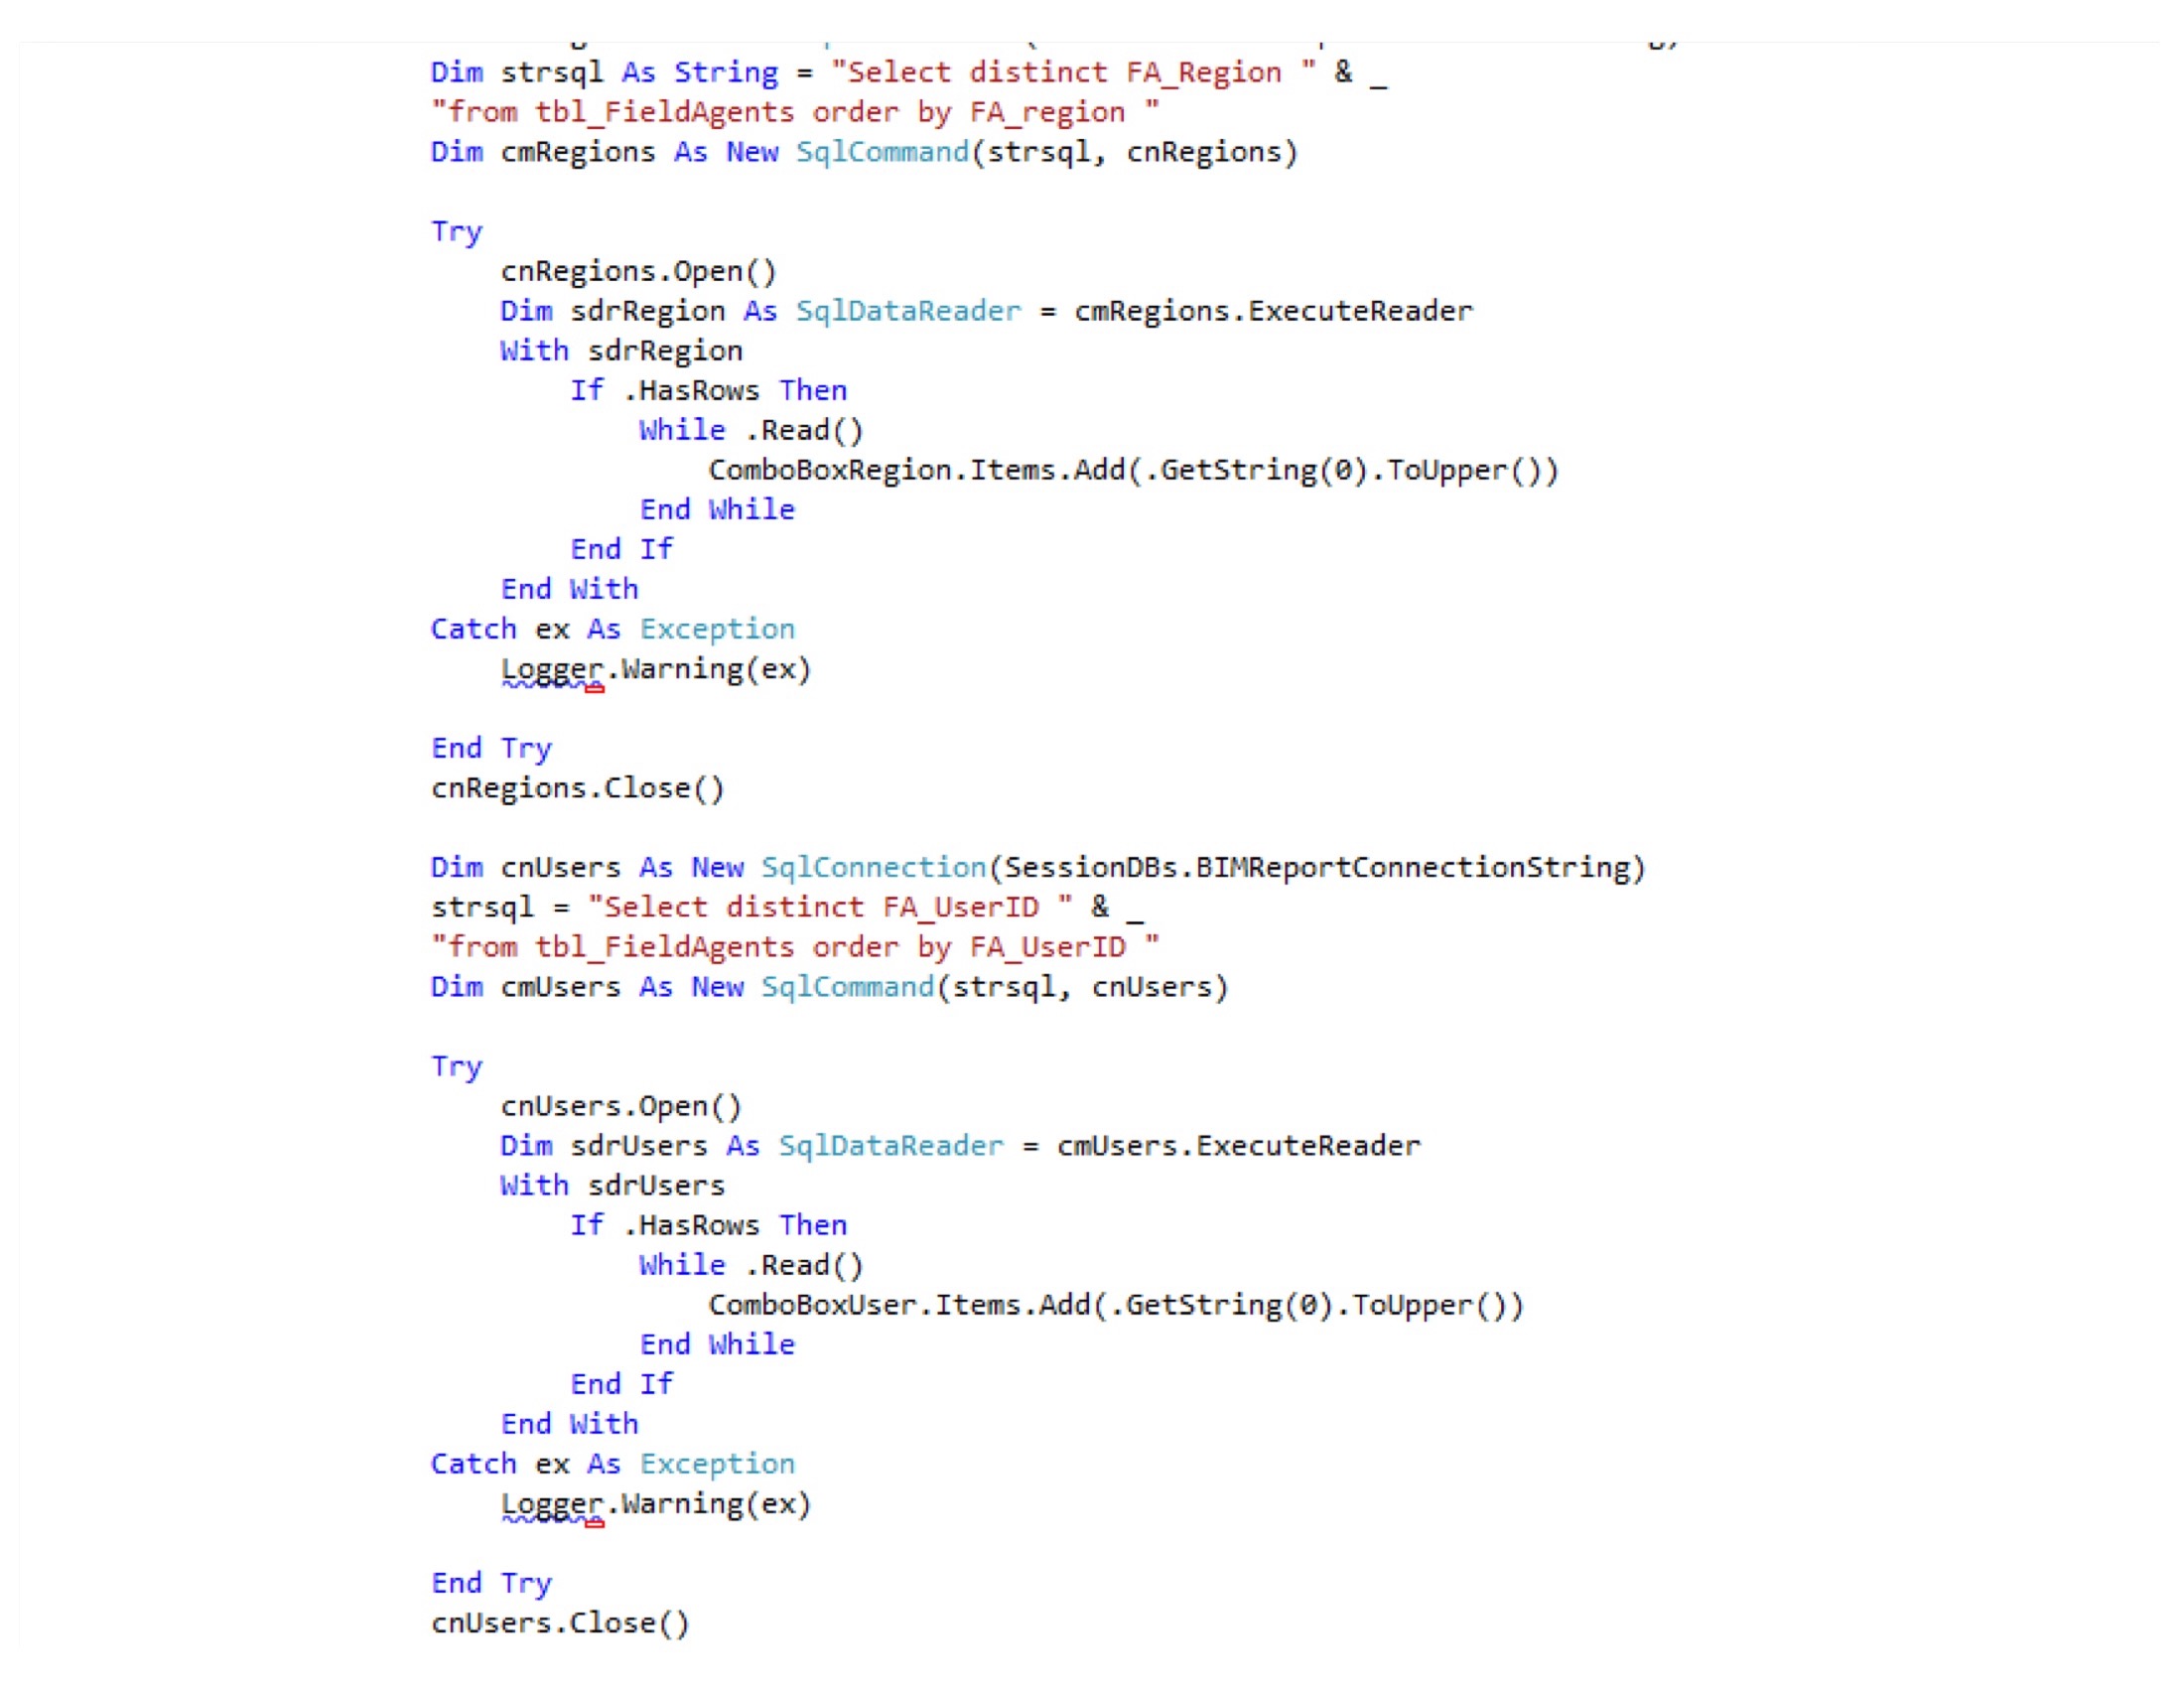 Dim strsql As String = "Select distinct FA_Region " & _
"from tbl_FieldAgents order by FA_region "
Dim cmRegions As New SqlCommand(strsql, cnRegions)
Try
cnRegions.Open()
Dim sdrRegion As SqlDataReader = cmRegions.ExecuteReader
With sdrRegion
If .HasRows Then
While .Read()
ComboBoxRegion.Items.Add(.GetString(0).ToUpper())
End While
End If
End With
Catch ex As Exception
Logger.Warning(ex)
End Try
cnRegions.Close()
Dim cnUsers As New SqlConnection(SessionDBs.BIMReportConnectionString)
strsql = "Select distinct FA_UserID " & _
"from tbl_FieldAgents order by FA_UserID "
Dim cmUsers As New SqlCommand(strsql, cnUsers)
Try
cnUsers.Open()
Dim sdrUsers As SqlDataReader = cmUsers.ExecuteReader
With sdrUsers
If .HasRows Then
While .Read()
ComboBoxUser.Items.Add(.GetString(0).ToUpper())
End While
End If
End With
Catch ex As Exception
Logger.Warning(ex)
End Try
cnUsers.Close()